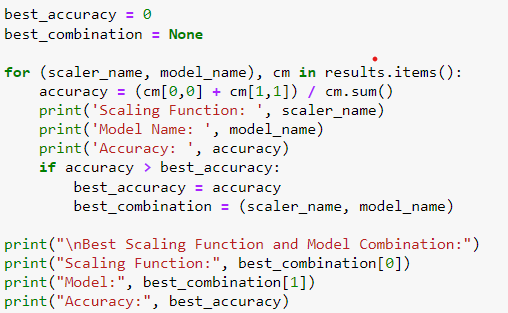 best_accuracy = 0
best_combination = None
for (scaler_name, model_name), cm in results.items():
    accuracy = (cm[0,0] + cm[1,1]) / cm.sum()
    print('Scaling Function: ', scaler_name)
    print('Model Name: ', model_name)
    print('Accuracy: ', accuracy)
    if accuracy > best_accuracy:
        best_accuracy = accuracy
        best_combination = (scaler_name, model_name)
print("\nBest Scaling Function and Model Combination:")
print("Scaling Function:", best_combination[0])
print("Model:", best_combination[1])
print("Accuracy:", best_accuracy)